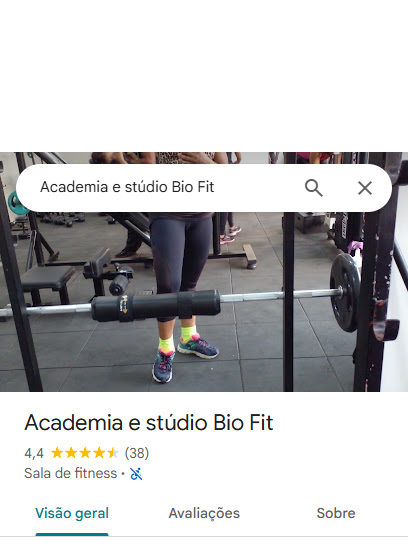 Academia e stúdio Bio Fit
Academia e stúdio Bio Fit
4,4 (38)
Sala de fitness ·
Visão geral Avaliações Sobre